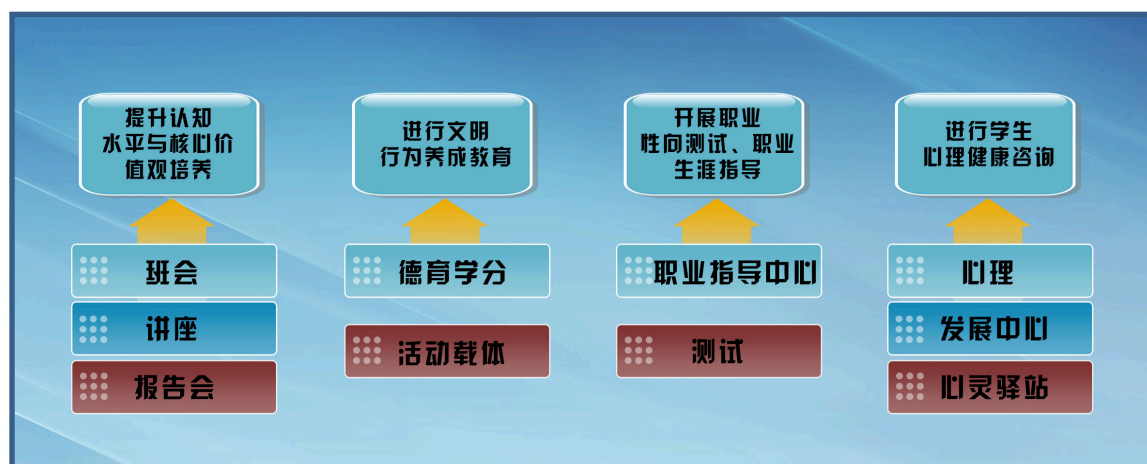 提升认知
水平与核心价
值观培养
进行文明
行为养成教育
开展职业
性向测试、职业
生涯指导
进行学生
心理健康咨询
班会
讲座
报告会
德育学分
活动载体
职业指导中心
测试
心理
发展中心
心灵驿站